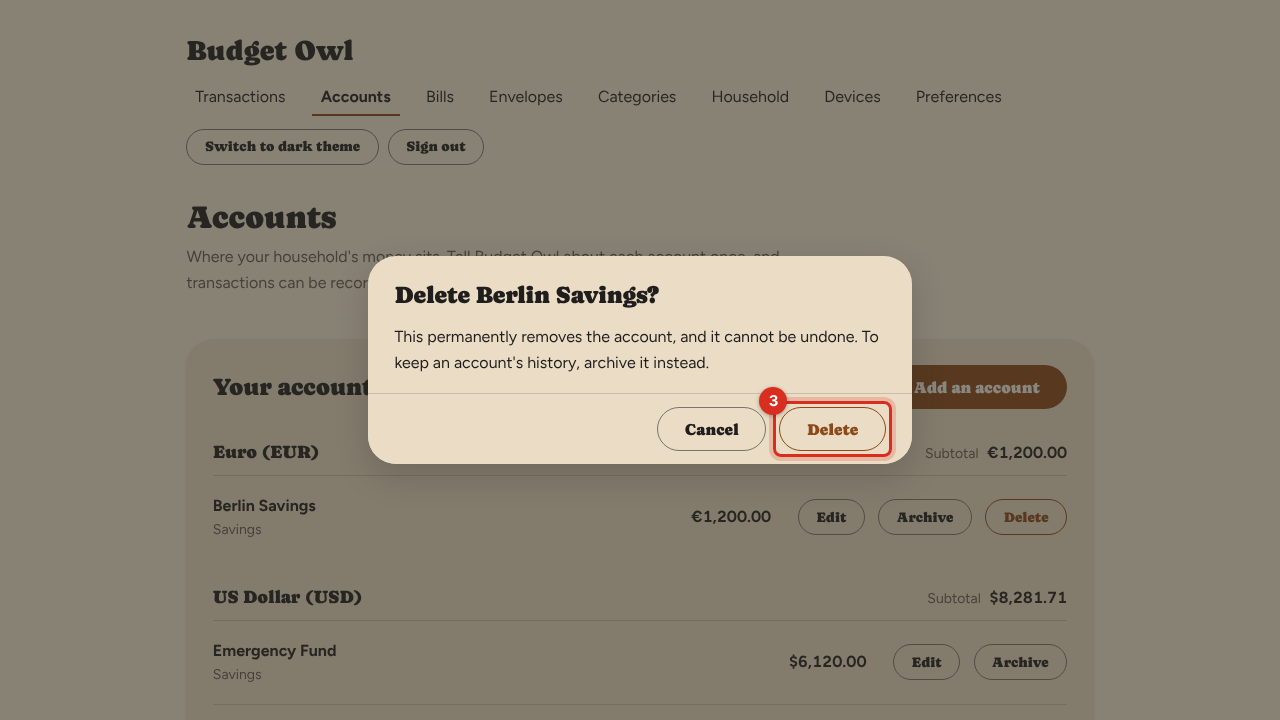 Budget Owl
Transactions Accounts Bills Envelopes Categories Household Devices Preferences
Switch to dark theme Sign out
Accounts
Where your household's money sits. Tell Budget Owl about each account once, and
transactions can be recor
Delete Berlin Savings?
This permanently removes the account, and it cannot be undone. To
keep an account's history, archive it instead.
Your account
Add an account
3
Cancel Delete
Euro (EUR) Subtotal €1,200.00
Berlin Savings
Savings
€1,200.00 Edit Archive Delete
US Dollar (USD) Subtotal $8,281.71
Emergency Fund
Savings
$6,120.00 Edit Archive